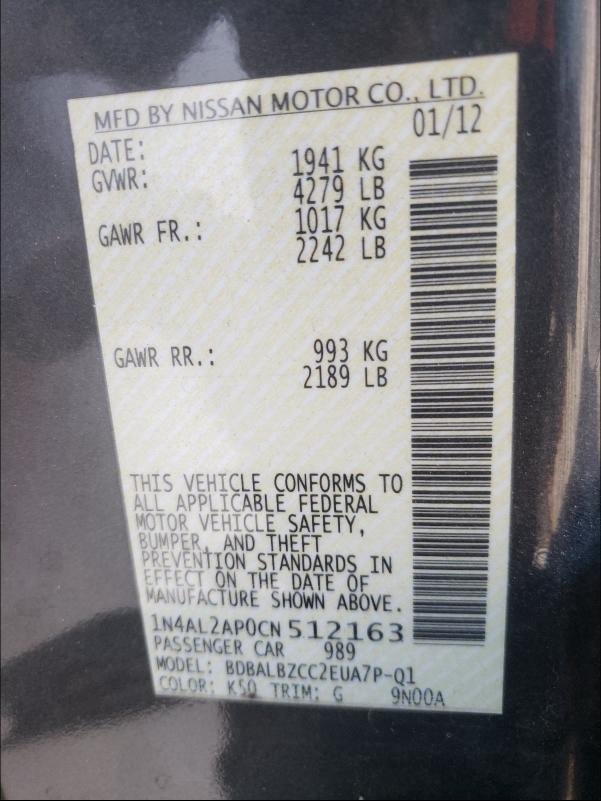 MFD BY NISSAN MOTOR CO., LTD.
DATE: 01/12
GVWR: 1941 KG
4279 LB
GAWR FR.: 1017 KG
2242 LB
GAWR RR.: 993 KG
2189 LB
THIS VEHICLE CONFORMS TO
ALL APPLICABLE FEDERAL
MOTOR VEHICLE SAFETY,
BUMPER, AND THEFT
PREVENTION STANDARDS IN
EFFECT ON THE DATE OF
MANUFACTURE SHOWN ABOVE.
1N4AL2AP0CN 512163
PASSENGER CAR 989
MODEL: BDBALBZCC2EUA7P-Q1
COLOR: K50 TRIM: G 9N00A